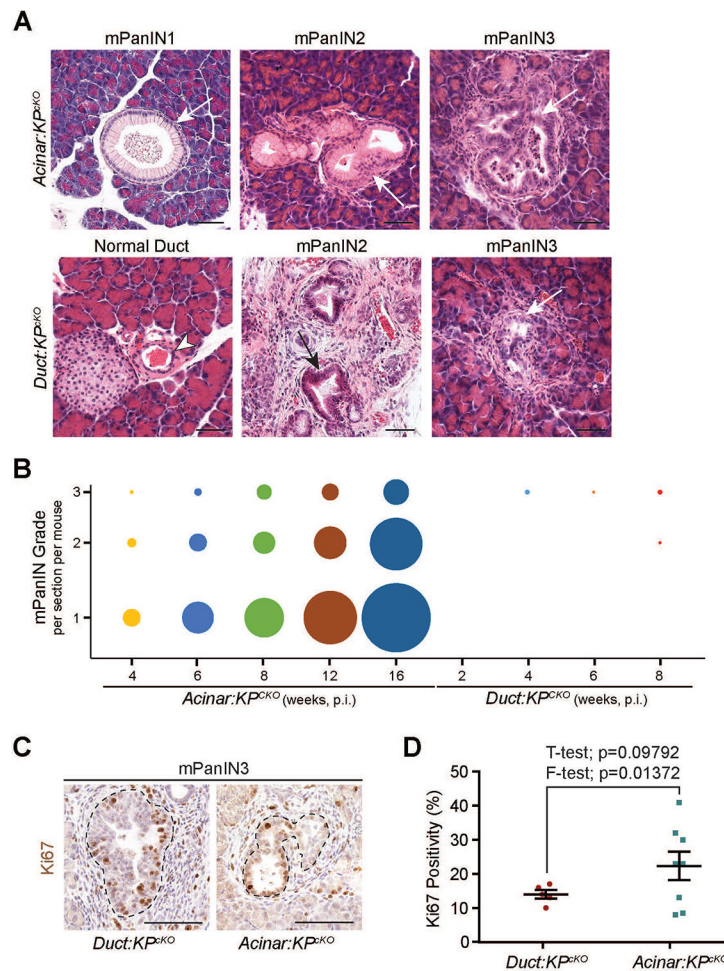 A
mPanIN1 mPanIN2 mPanIN3
Acinar:KPcKO
Normal Duct mPanIN2 mPanIN3
Duct:KPcKO
B
mPanIN Grade
per section per mouse
3
2
1
4 6 8 12 16 2 4 6 8
Acinar:KPCKO (weeks, p.i.) Duct:KPCKO (weeks, p.i.)
C
mPanIN3
Ki67
Duct:KPcKO Acinar:KPcKO
D
T-test; p=0.09792
F-test; p=0.01372
Ki67 Positivity (%)
50
40
30
20
10
0
Duct:KPcKO Acinar:KPcKO